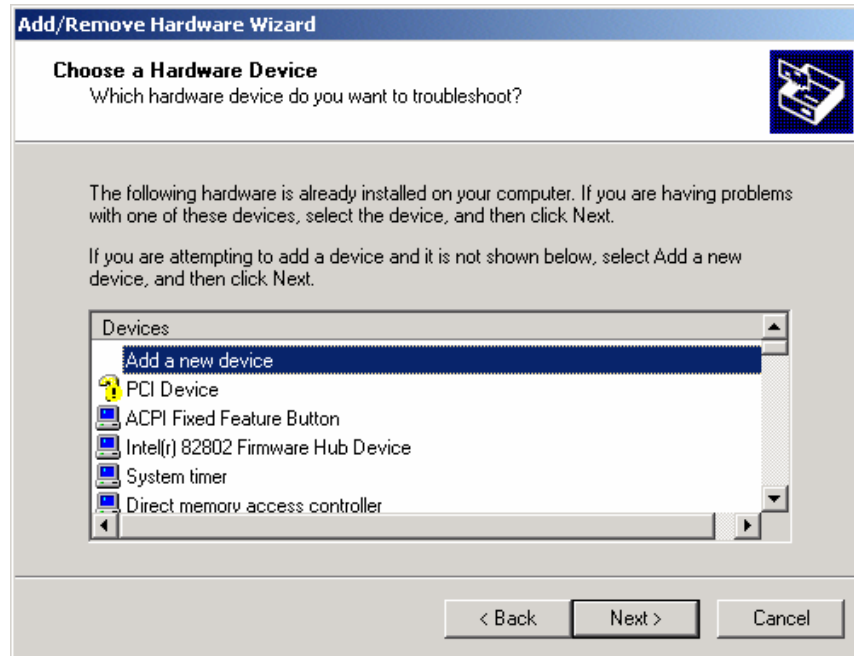 Add/Remove Hardware Wizard
Choose a Hardware Device
Which hardware device do you want to troubleshoot?
The following hardware is already installed on your computer. If you are having problems
with one of these devices, select the device, and then click Next.
If you are attempting to add a device and it is not shown below, select Add a new
device, and then click Next.
Devices
Add a new device
PCI Device
ACPI Fixed Feature Button
Intel(r) 82802 Firmware Hub Device
System timer
Direct memory access controller
< Back
Next >
Cancel